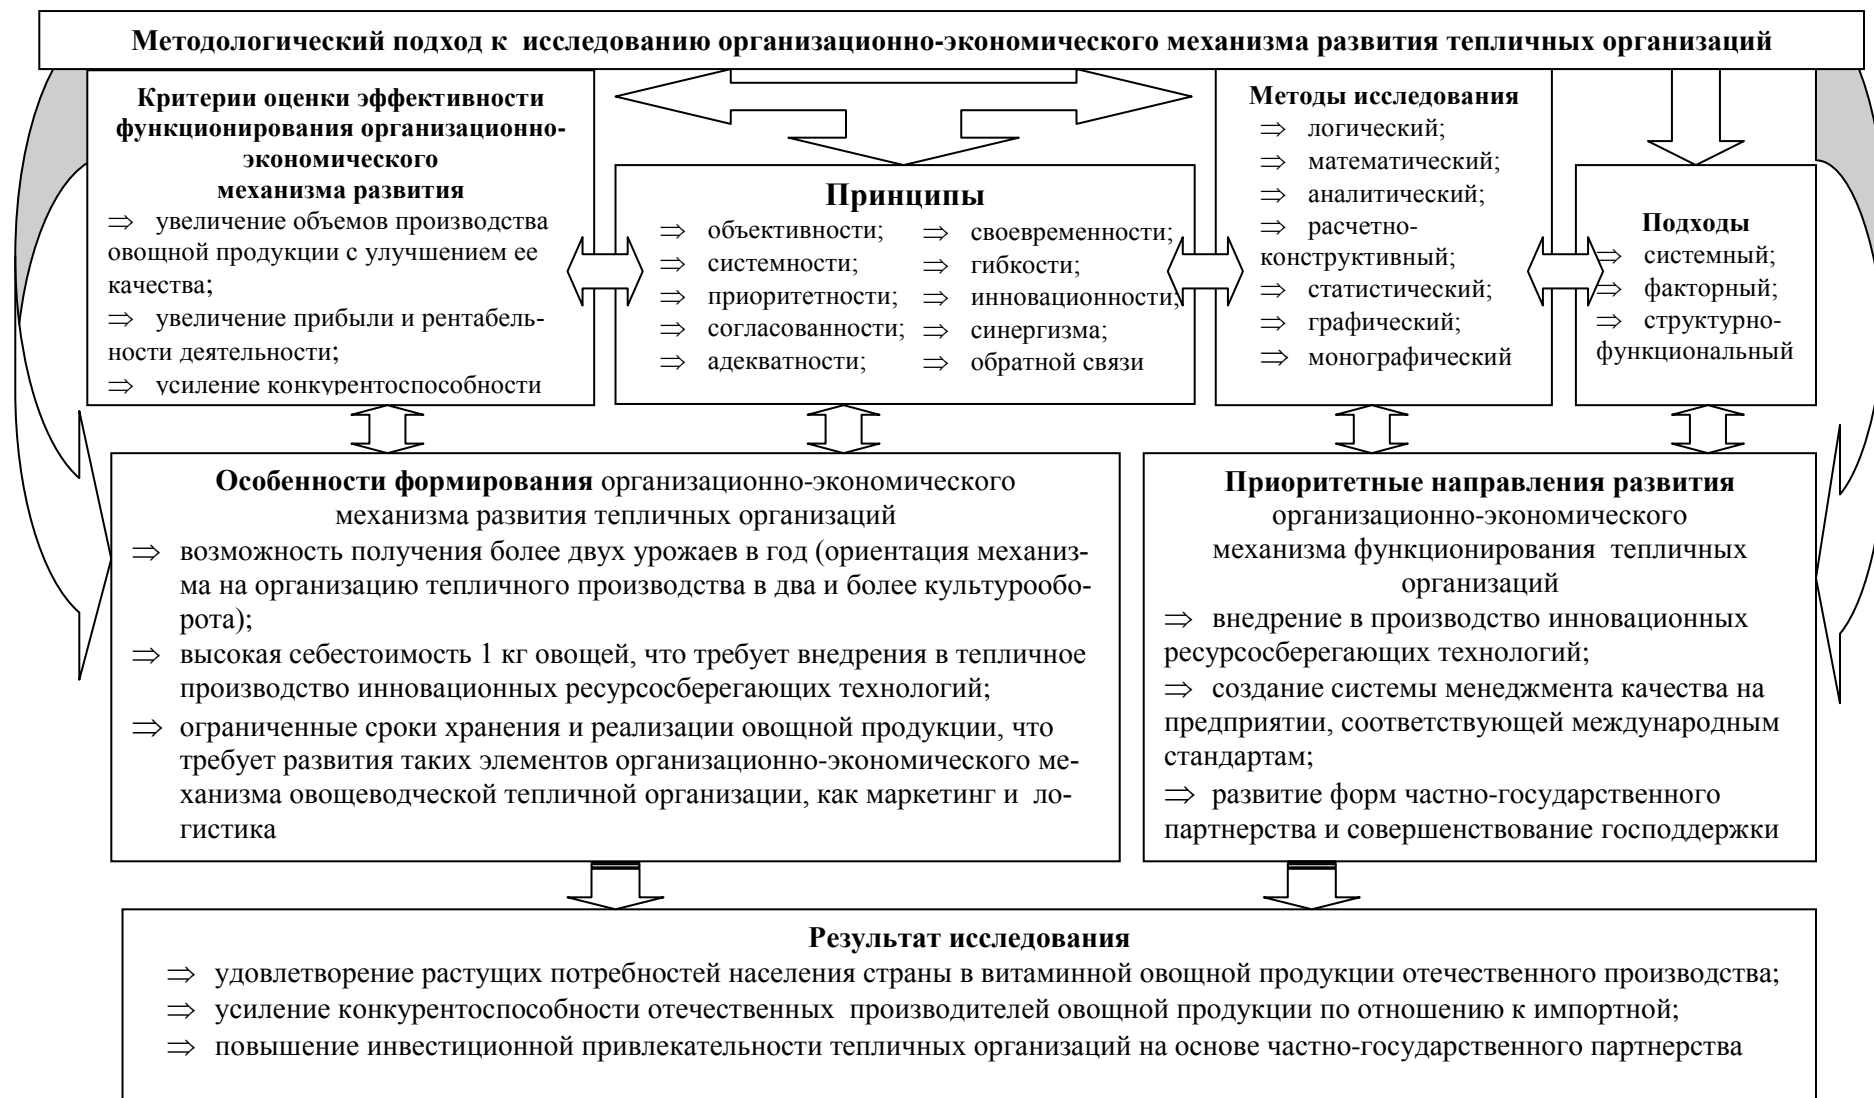 Методологический подход к исследованию организационно-экономического механизма развития тепличных организаций
Критерии оценки эффективности
функционирования организационно-
экономического
механизма развития
⇒ увеличение объемов производства
овощной продукции с улучшением ее
качества;
⇒ увеличение прибыли и рентабель-
ности деятельности;
⇒ усиление конкурентоспособности
Принципы
⇒ объективности;
⇒ системности;
⇒ приоритетности;
⇒ согласованности;
⇒ адекватности;
⇒ своевременности;
⇒ гибкости;
⇒ инновационности;
⇒ синергизма;
⇒ обратной связи
Методы исследования
⇒ логический;
⇒ математический;
⇒ аналитический;
⇒ расчетно-
конструктивный;
⇒ статистический;
⇒ графический;
⇒ монографический
Подходы
⇒ системный;
⇒ факторный;
⇒ структурно-
функциональный
Особенности формирования организационно-экономического
механизма развития тепличных организаций
⇒ возможность получения более двух урожаев в год (ориентация механиз-
ма на организацию тепличного производства в два и более культурообо-
рота);
⇒ высокая себестоимость 1 кг овощей, что требует внедрения в тепличное
производство инновационных ресурсосберегающих технологий;
⇒ ограниченные сроки хранения и реализации овощной продукции, что
требует развития таких элементов организационно-экономического ме-
ханизма овощеводческой тепличной организации, как маркетинг и ло-
гистика
Приоритетные направления развития
организационно-экономического
механизма функционирования тепличных
организаций
⇒ внедрение в производство инновационных
ресурсосберегающих технологий;
⇒ создание системы менеджмента качества на
предприятии, соответствующей международным
стандартам;
⇒ развитие форм частно-государственного
партнерства и совершенствование господдержки
Результат исследования
⇒ удовлетворение растущих потребностей населения страны в витаминной овощной продукции отечественного производства;
⇒ усиление конкурентоспособности отечественных производителей овощной продукции по отношению к импортной;
⇒ повышение инвестиционной привлекательности тепличных организаций на основе частно-государственного партнерства